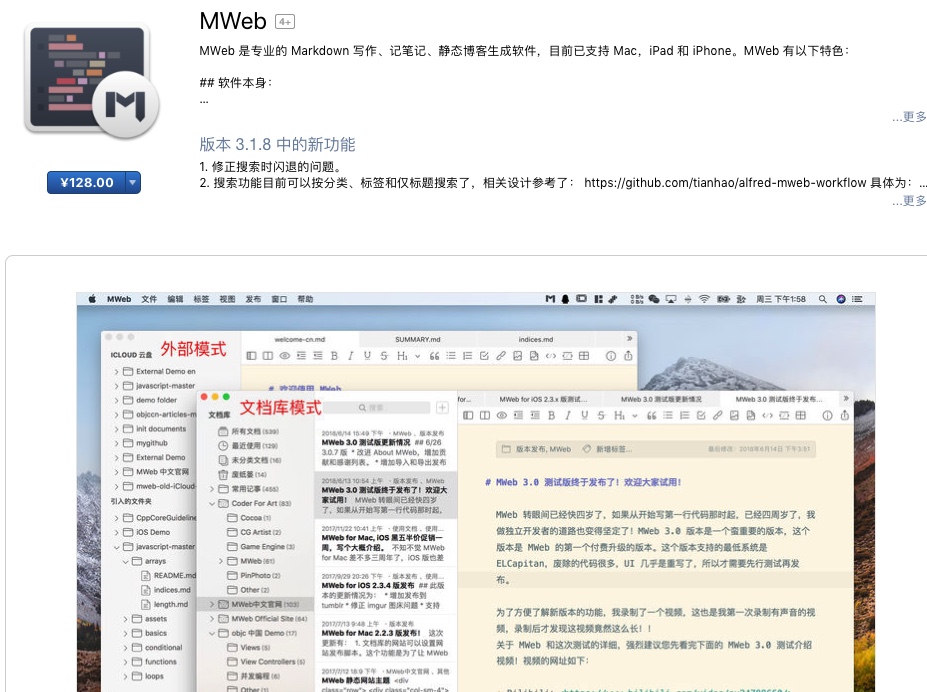 MWeb 4+
MWeb 是专业的 Markdown 写作、记笔记、静态博客生成软件，目前已支持 Mac，iPad 和 iPhone。MWeb 有以下特色：
## 软件本身：
...
...更多
版本 3.1.8 中的新功能
¥128.00
1. 修正搜索时闪退的问题。
2. 搜索功能目前可以按分类、标签和仅标题搜索了，相关设计参考了： https://github.com/tianhao/alfred-mweb-workflow 具体为：...
...更多
MWeb 文件 编辑 标签 视图 发布 窗口 帮助
周三 下午1:58
welcome-cn.md SUMMARY.md indices.md »
ICLOUD 云盘
外部模式
External Demo en
javascript-master
demo folder
objccn-articles-m
init documents
mygithub
External Demo
MWeb 中文官网
mweb-old-iCloud-
引入的文件夹
CppCoreGuideline
iOS Demo
javascript-master
arrays
README.md
indices.md
length.md
assets
basics
conditional
functions
loops
# 欢迎使用 MWeb
文档库
文档库模式
搜索
所有文档 (539)
最近使用 (129)
未分类文档 (16)
废纸篓 (14)
常用记事 (455)
Coder For Art (83)
Cocoa (1)
CG Artist (2)
Game Engine (3)
MWeb (61)
PinPhoto (2)
Other (2)
MWeb中文官网 (103)
MWeb Official Site (64)
objc 中国 Demo (17)
Views (5)
View Controllers (5)
并发编程 (6)
Other (1)
2018/6/14 15:49 下午 · MWeb , 版本发布
MWeb 3.0 测试版更新情况 ## 6/26
3.0.7 版 * 改进 About MWeb，增加贡
献和感谢列表。 * 增加导入和导出发布
2018/6/13 10:54 上午 · 版本发布 , MWeb
MWeb 3.0 测试版终于发布了！欢迎大
家试用！ MWeb 转眼间已经快四岁
了，如果从开始写第一行代码那时起，
2017/11/22 10:41 上午 · 使用文档 , 使用...
MWeb for Mac, iOS 黑五半价促销一
周，写个大概介绍。 不知不觉 MWeb
for Mac 差不多三周年了，iOS 版也差
2017/9/29 20:26 下午 · 版本发布 , 使用...
MWeb for iOS 2.3.4 版发布 ## 此版
本的更新情况为： * 增加发布到
tumblr * 修正 imgur 图床问题 * 支持
2017/7/13 9:48 下午 · 版本发布
MWeb for Mac 2.2.3 版发布！ 这次
更新有： 1. 文档库的网站可以设置网
站发布脚本。这个功能是为了让 MWeb
2017/7/12 18:9 下午 · MWeb中文官网 , 其他
MWeb 静态网站主题 <div
class="row"> <div class="col-sm-4">
for... MWeb for iOS 2.3.x 版测试... MWeb 3.0 测试版更新情况 MWeb 3.0 测试版终于发布... »
版本发布, MWeb 新增标签... 最近修改：2018年6月14日 下午3:51
# MWeb 3.0 测试版终于发布了！欢迎大家试用！
MWeb 转眼间已经快四岁了，如果从开始写第一行代码那时起，已经四周岁了，我
做独立开发者的道路也变得坚定了！MWeb 3.0 版本是一个蛮重要的版本，这个
版本是 MWeb 的第一个付费升级的版本。这个版本支持的最低系统是
ELCapitan，废除的代码很多，UI 几乎是重写了，所以才需要先行测试再发
布。
为了方便了解新版本的功能，我录制了一个视频，这也是我第一次录制有声音的视
频，录制后才发现这视频竟然这么长！！
关于 MWeb 和这次测试的详细，强烈建议您先看完下面的 MWeb 3.0 测试介绍
视频！视频的网址如下：